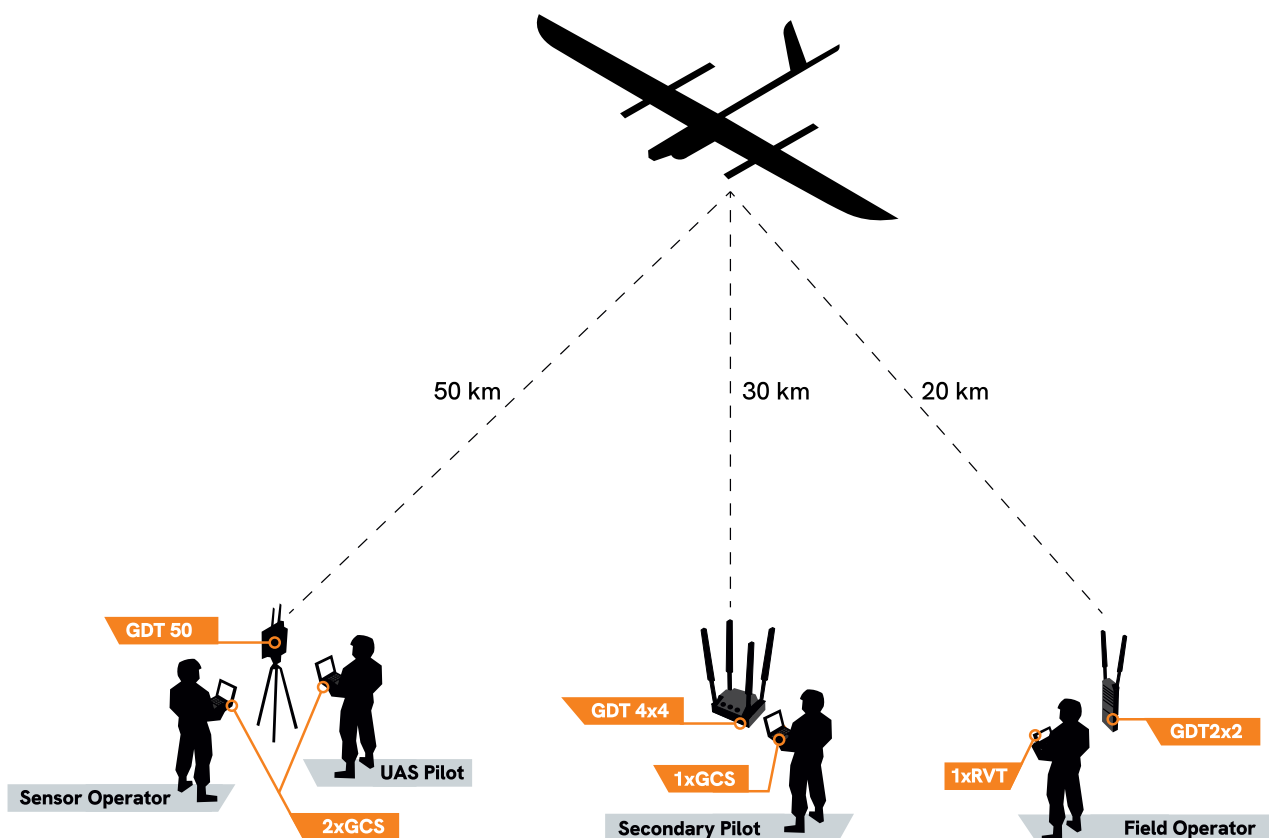 50 km
30 km
20 km
GDT 50
GDT 4x4
GDT2x2
UAS Pilot
1xGCS
1xRVT
Sensor Operator
2xGCS
Secondary Pilot
Field Operator